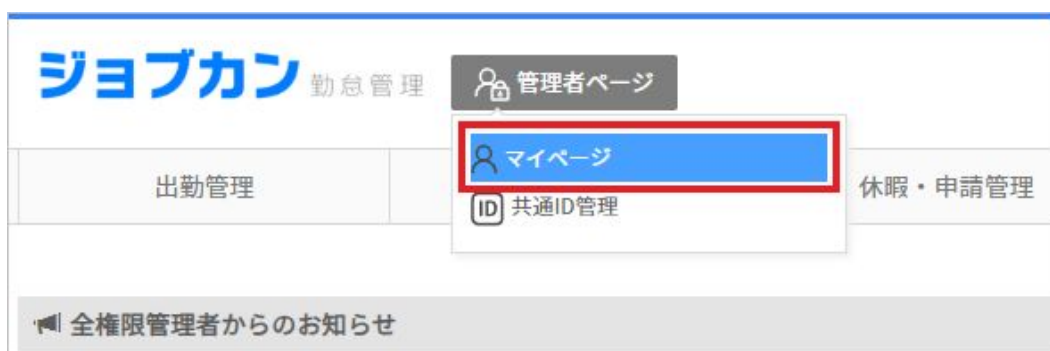 ジョブカン 勤怠管理 管理者ページ
マイページ
出勤管理
休暇・申請管理
ID 共通ID管理
全権限管理者からのお知らせ